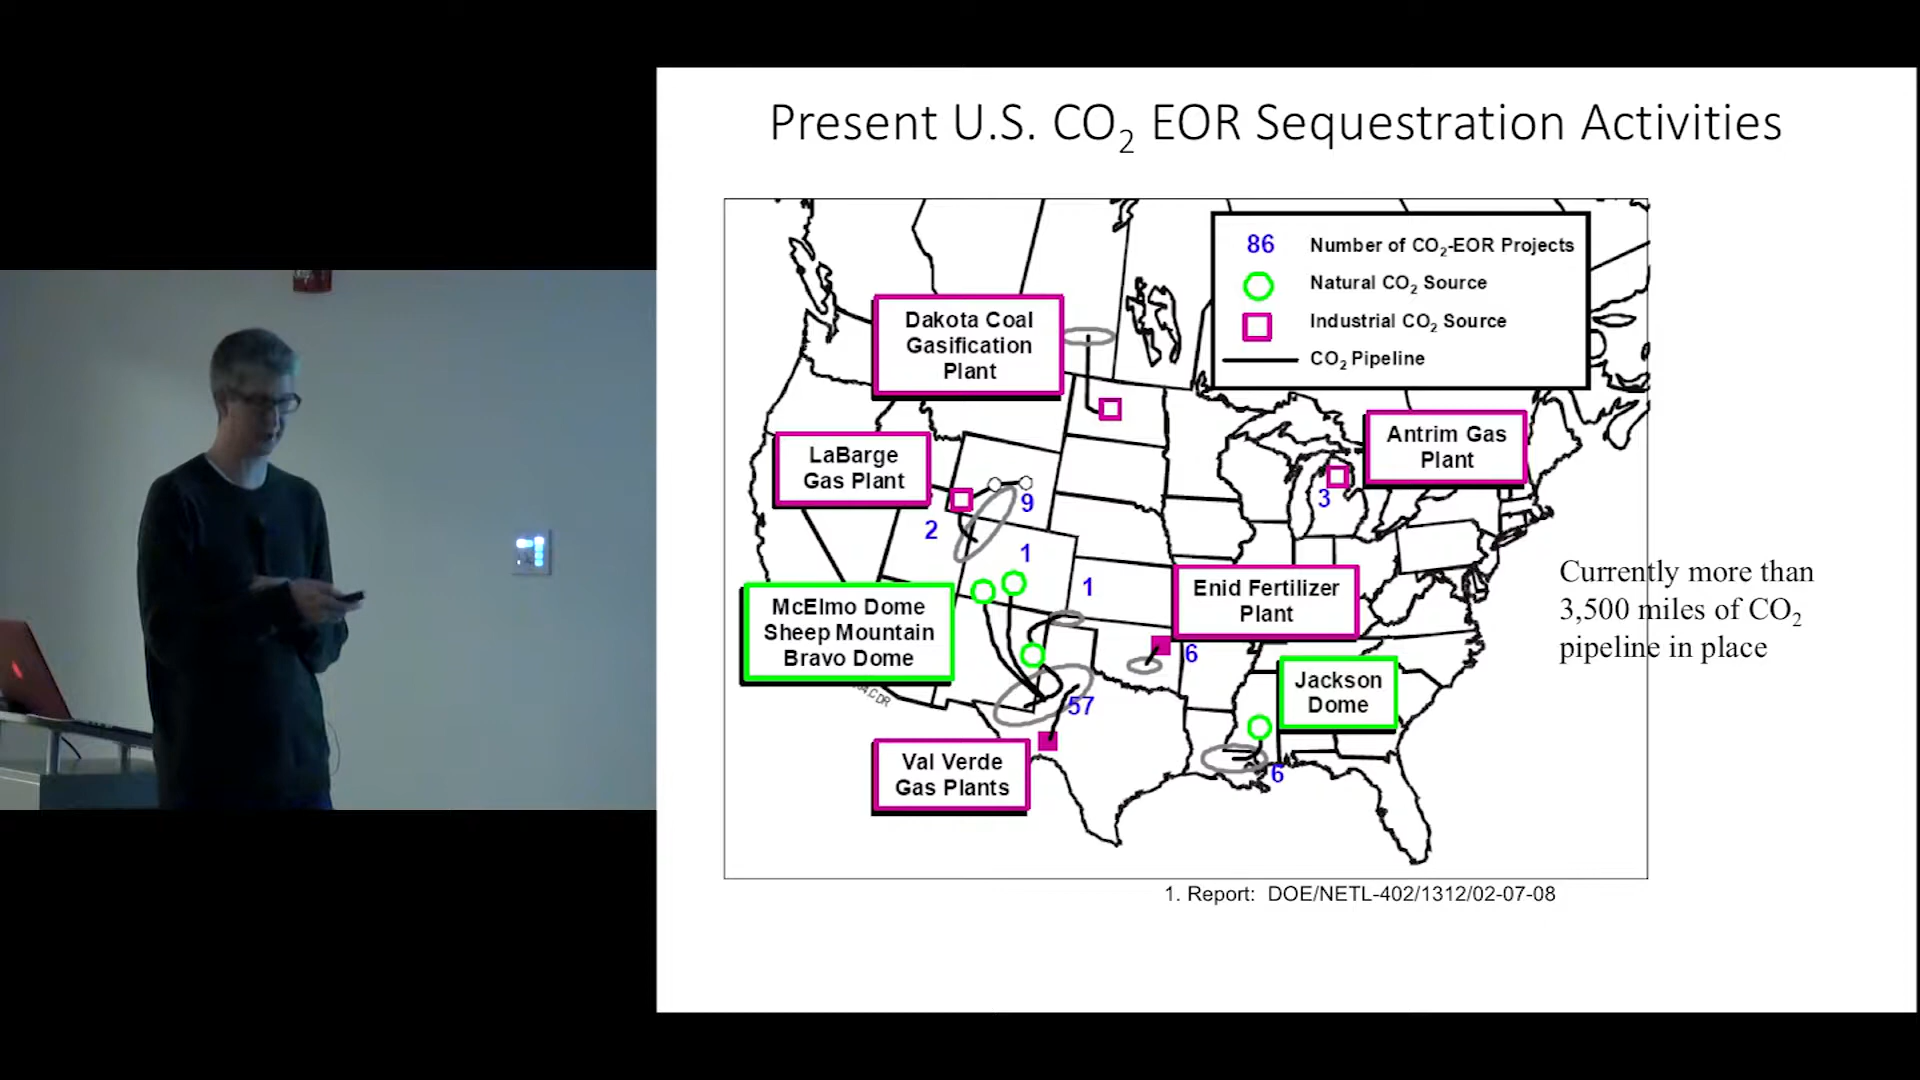 Present U.S. CO₂ EOR Sequestration Activities
86 Number of CO₂-EOR Projects
Natural CO₂ Source
Industrial CO₂ Source
CO₂ Pipeline
Dakota Coal
Gasification
Plant
Antrim Gas
Plant
LaBarge
Gas Plant
3
9
2
1
1
Enid Fertilizer
Plant
McElmo Dome
Sheep Mountain
Bravo Dome
6
Jackson
Dome
57
Val Verde
Gas Plants
6
Currently more than
3,500 miles of CO₂
pipeline in place
1. Report: DOE/NETL-402/1312/02-07-08